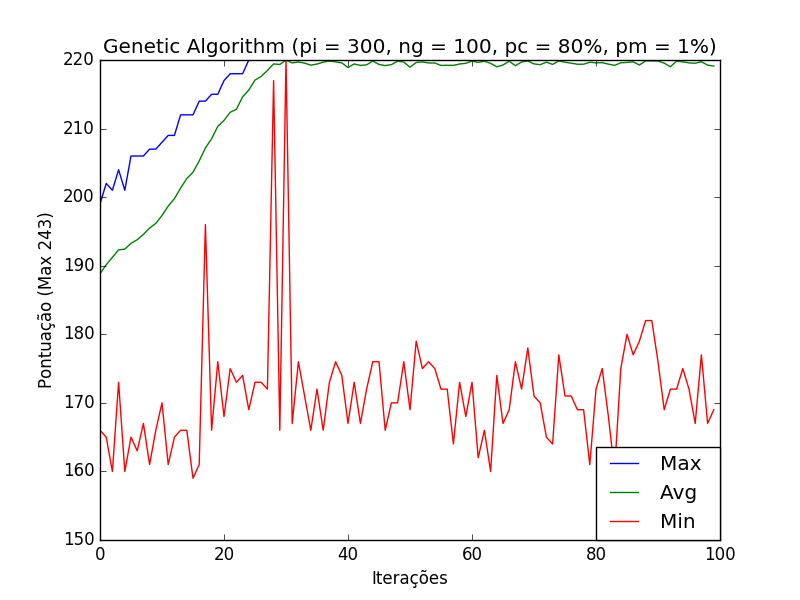 Genetic Algorithm (pi = 300, ng = 100, pc = 80%, pm = 1%)
220
210
200
190
180
170
160
150
Pontuação (Max 243)
Max
Avg
Min
0 20 40 60 80 100
Iterações